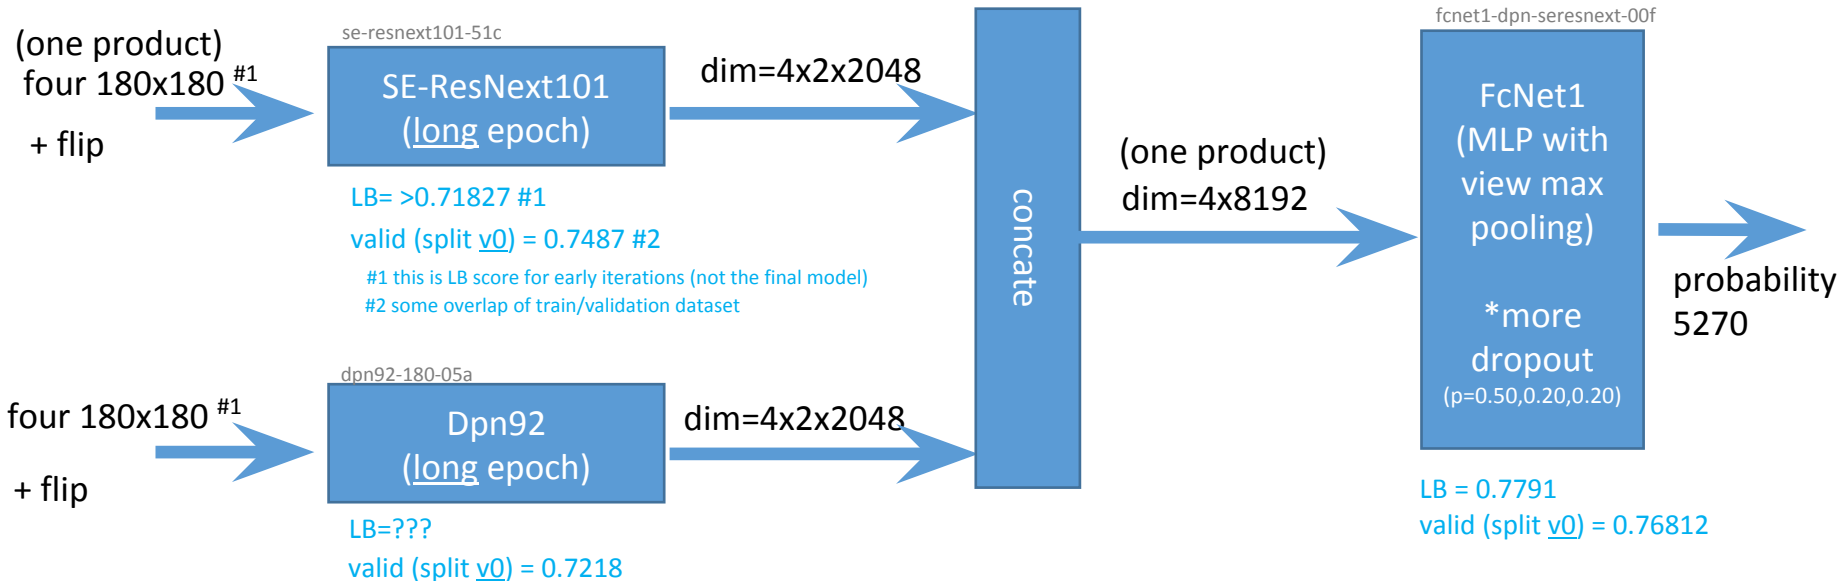 (one product)
four 180x180 #1
+ flip
se-resnext101-51c
SE-ResNext101
(long epoch)
LB= >0.71827 #1
valid (split v0) = 0.7487 #2
#1 this is LB score for early iterations (not the final model)
#2 some overlap of train/validation dataset
dim=4x2x2048
four 180x180 #1
+ flip
dpn92-180-05a
Dpn92
(long epoch)
LB=???
valid (split v0) = 0.7218
dim=4x2x2048
concate
(one product)
dim=4x8192
fcnet1-dpn-seresnext-00f
FcNet1
(MLP with
view max
pooling)
*more
dropout
(p=0.50,0.20,0.20)
LB = 0.7791
valid (split v0) = 0.76812
probability
5270